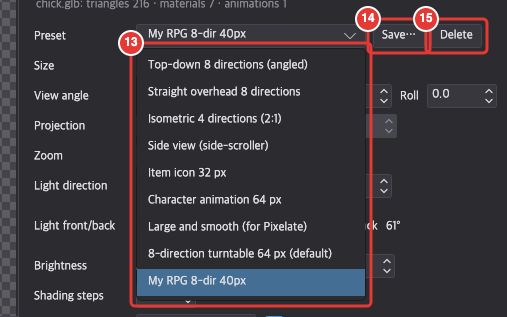 chick.glb: triangles 216 · materials 7 · animations 1
Preset My RPG 8-dir 40px 14 Save··· 15 Delete
13
Size Top-down 8 directions (angled)
Straight overhead 8 directions
View angle Roll 0.0
Isometric 4 directions (2:1)
Projection
Side view (side-scroller)
Zoom
Item icon 32 px
Light direction
Character animation 64 px
Large and smooth (for Pixelate)
Light front/back 61°
8-direction turntable 64 px (default)
Brightness
My RPG 8-dir 40px
Shading steps